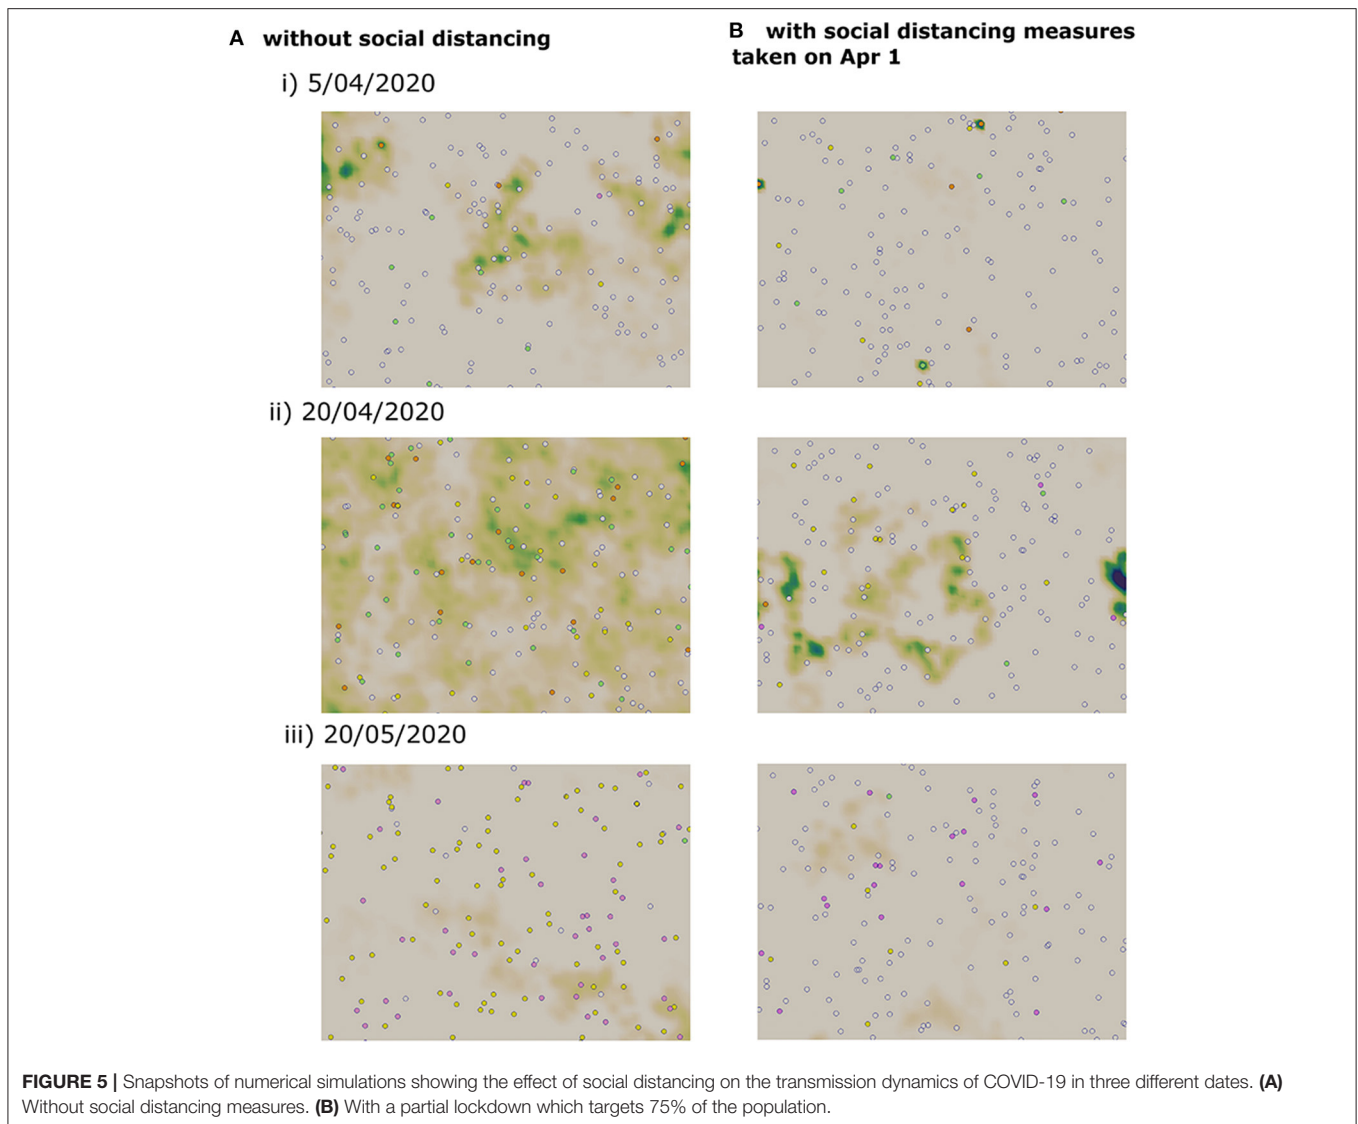 A without social distancing
B with social distancing measures
taken on Apr 1
i) 5/04/2020
ii) 20/04/2020
iii) 20/05/2020
FIGURE 5 | Snapshots of numerical simulations showing the effect of social distancing on the transmission dynamics of COVID-19 in three different dates. (A)
Without social distancing measures. (B) With a partial lockdown which targets 75% of the population.